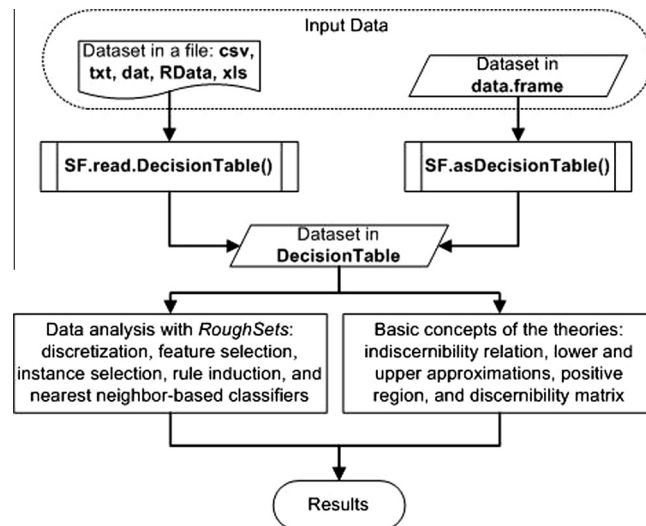 Input Data
Dataset in a file: csv,
txt, dat, RData, xls
Dataset in
data.frame
SF.read.DecisionTable()
SF.asDecisionTable()
Dataset in
DecisionTable
Data analysis with RoughSets:
discretization, feature selection,
instance selection, rule induction, and
nearest neighbor-based classifiers
Basic concepts of the theories:
indiscernibility relation, lower and
upper approximations, positive
region, and discernibility matrix
Results